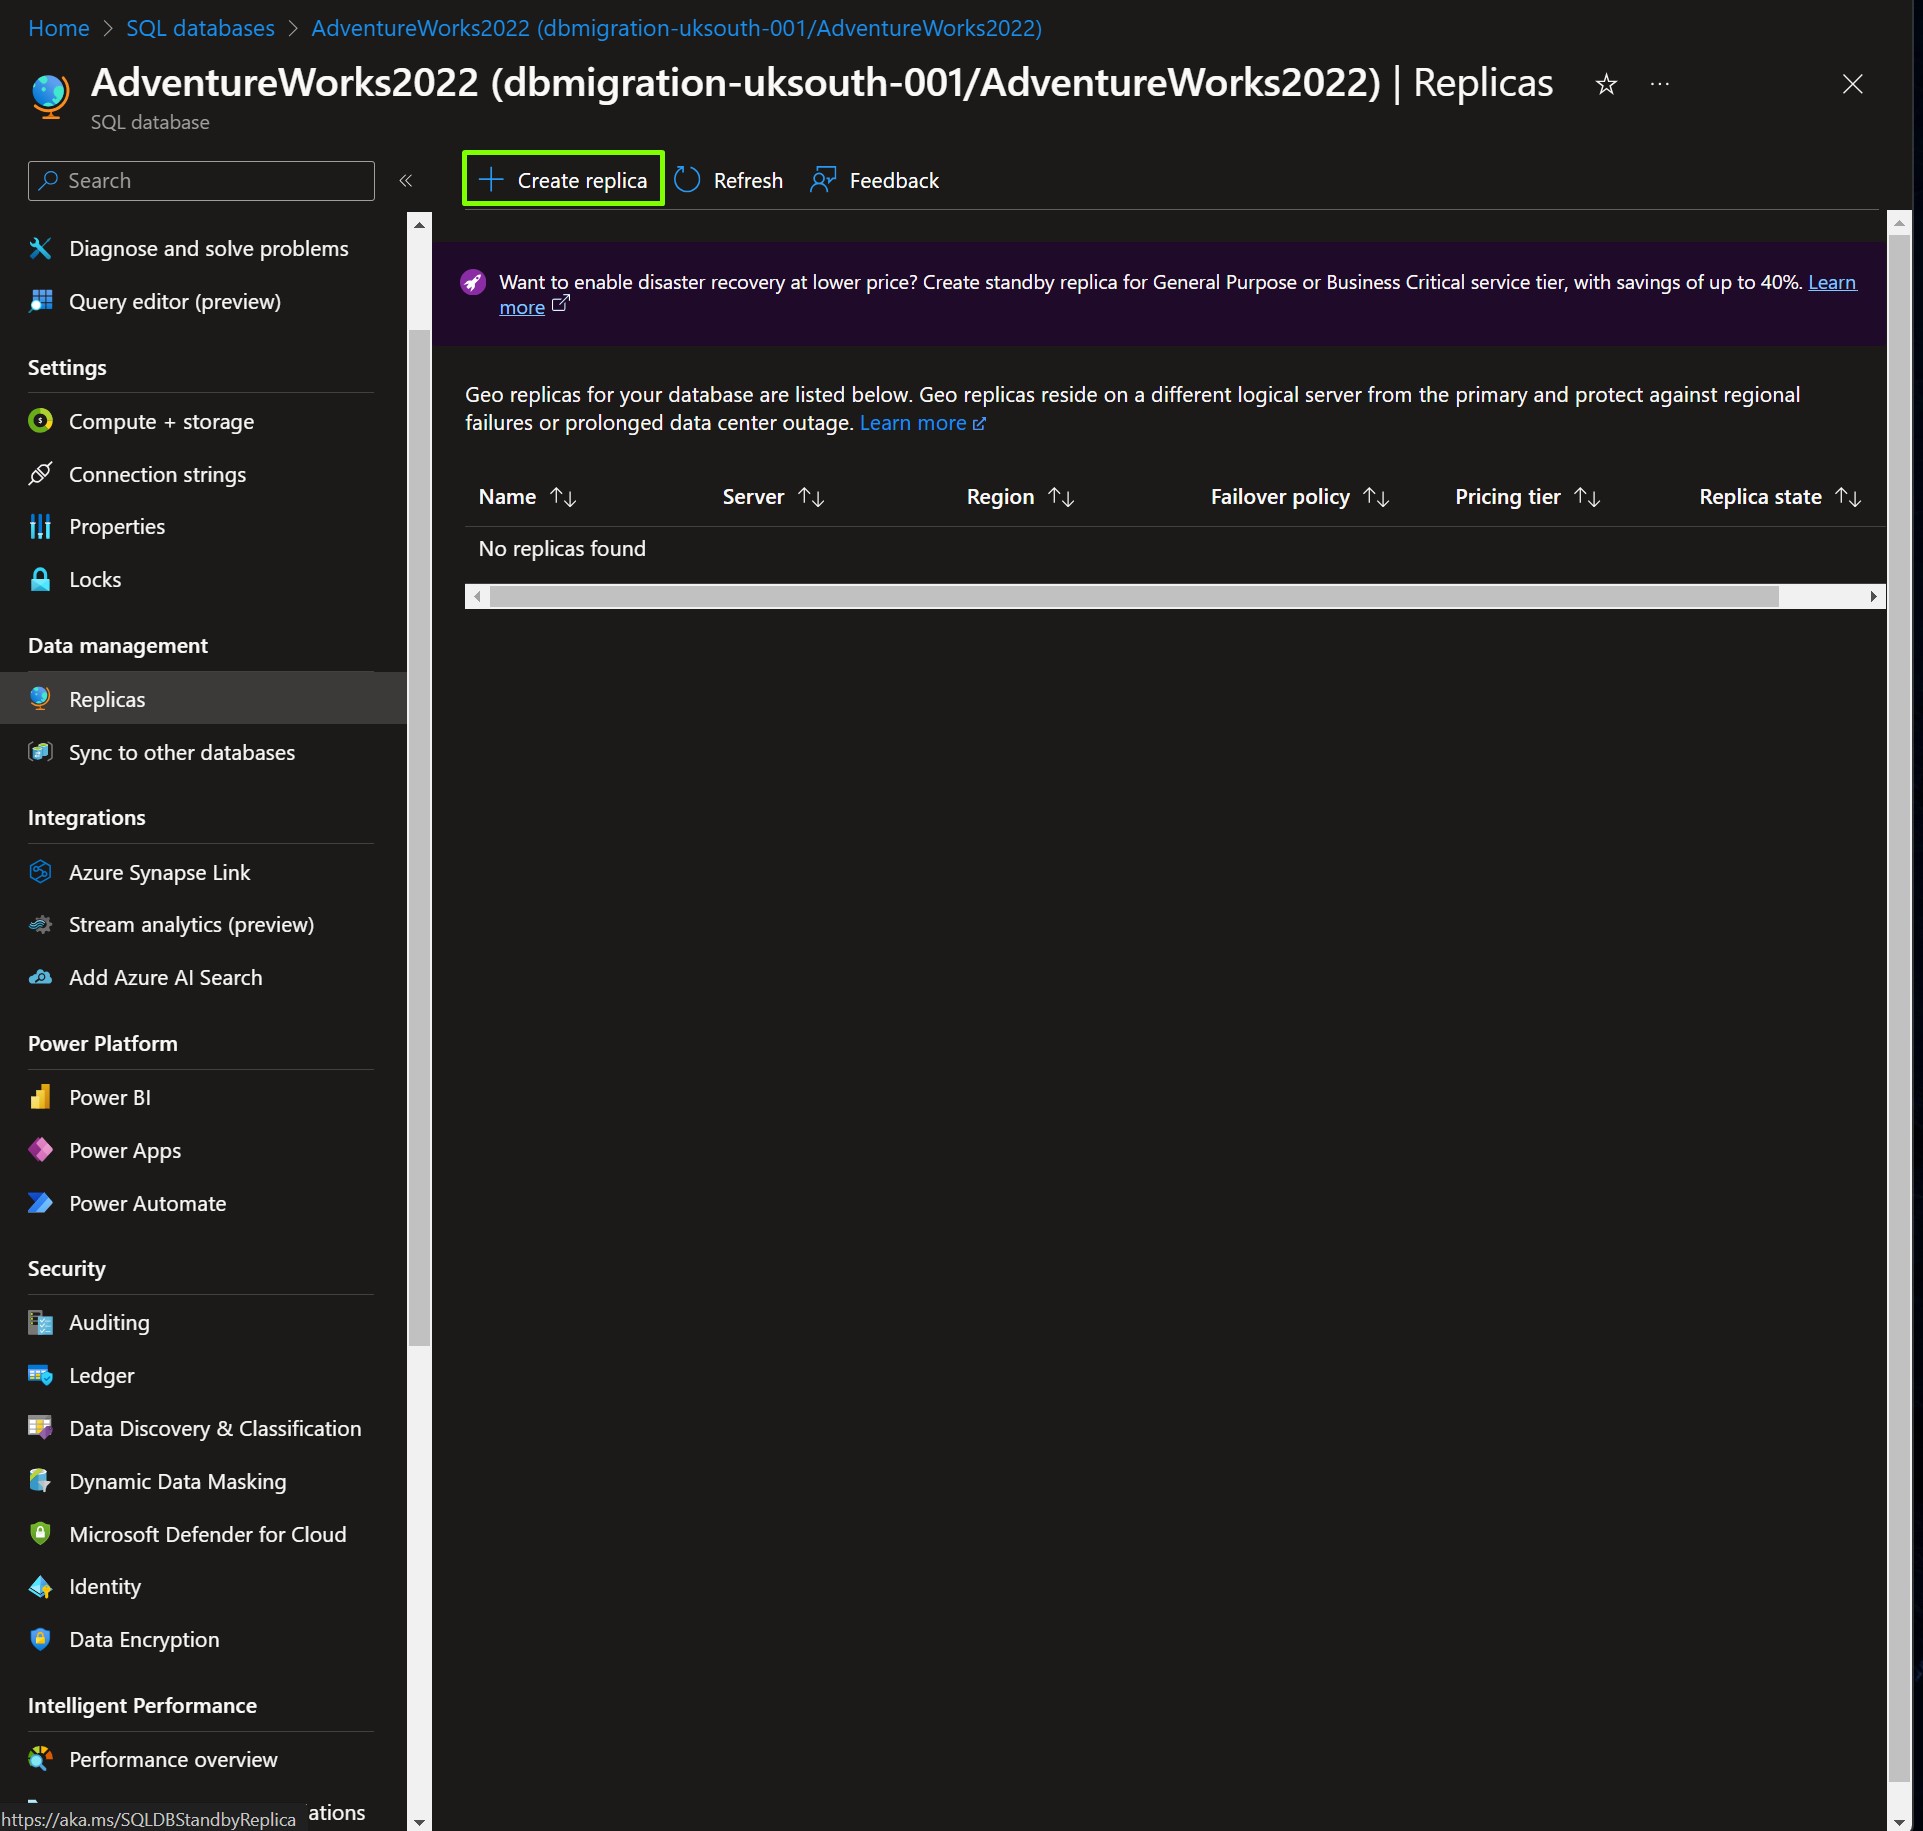 Home > SQL databases > AdventureWorks2022 (dbmigration-uksouth-001/AdventureWorks2022)
AdventureWorks2022 (dbmigration-uksouth-001/AdventureWorks2022) | Replicas
SQL database
Search
Create replica
Refresh
Feedback
Diagnose and solve problems
Query editor (preview)
Settings
Compute + storage
Connection strings
Properties
Locks
Data management
Replicas
Sync to other databases
Integrations
Azure Synapse Link
Stream analytics (preview)
Add Azure AI Search
Power Platform
Power BI
Power Apps
Power Automate
Security
Auditing
Ledger
Data Discovery & Classification
Dynamic Data Masking
Microsoft Defender for Cloud
Identity
Data Encryption
Intelligent Performance
Performance overview
ations
https://aka.ms/SQLDBStandbyReplica
Want to enable disaster recovery at lower price? Create standby replica for General Purpose or Business Critical service tier, with savings of up to 40%. Learn
more
Geo replicas for your database are listed below. Geo replicas reside on a different logical server from the primary and protect against regional
failures or prolonged data center outage. Learn more
Name Server Region Failover policy Pricing tier Replica state
No replicas found